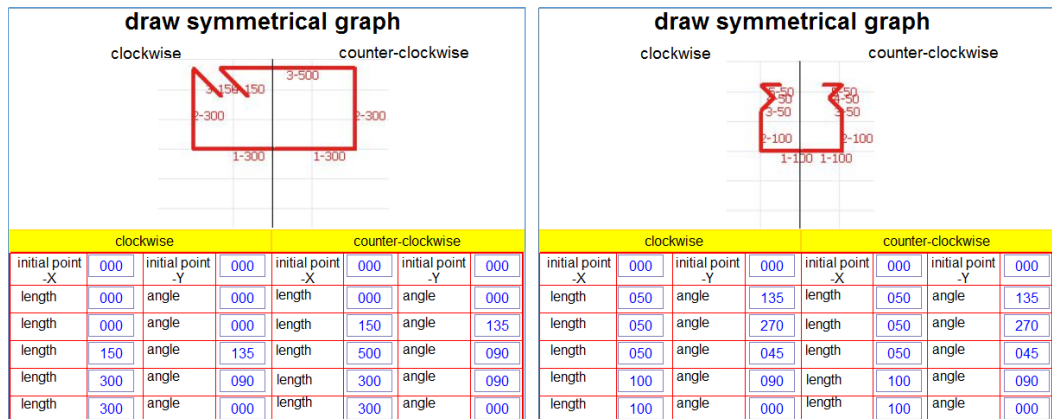 draw symmetrical graph
clockwise counter-clockwise
3-500
3-150 -150
2-300 2-300
1-300 1-300
clockwise counter-clockwise
initial point -X 000 initial point -Y 000 initial point -X 000 initial point -Y 000
length 000 angle 000 length 000 angle 000
length 000 angle 000 length 150 angle 135
length 150 angle 135 length 500 angle 090
length 300 angle 090 length 300 angle 090
length 300 angle 000 length 300 angle 000
draw symmetrical graph
clockwise counter-clockwise
3-50 3-50
2-100 2-100
1-100 1-100
clockwise counter-clockwise
initial point -X 000 initial point -Y 000 initial point -X 000 initial point -Y 000
length 050 angle 135 length 050 angle 135
length 050 angle 270 length 050 angle 270
length 050 angle 045 length 050 angle 045
length 100 angle 090 length 100 angle 090
length 100 angle 000 length 100 angle 000